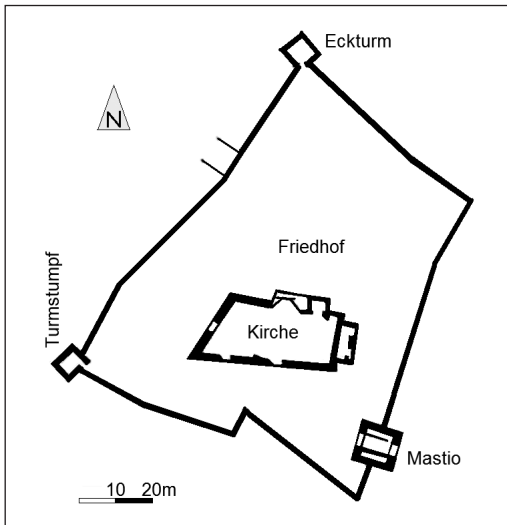 Eckturm
N
Friedhof
Turmstumpf
Kirche
Mastio
10 20m